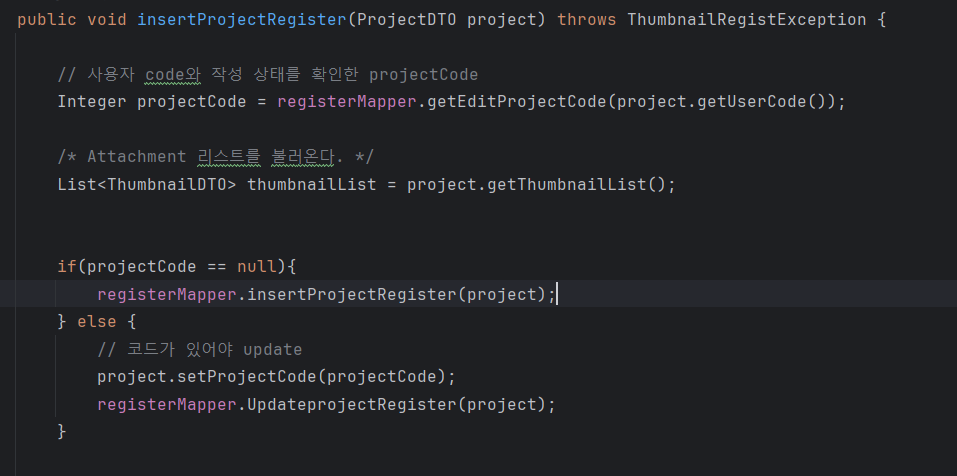 public void insertProjectRegister(ProjectDTO project) throws ThumbnailRegistException {
// 사용자 code와 작성 상태를 확인한 projectCode
Integer projectCode = registerMapper.getEditProjectCode(project.getUserCode());
/* Attachment 리스트를 불러온다. */
List<ThumbnailDTO> thumbnailList = project.getThumbnailList();
if(projectCode == null){
registerMapper.insertProjectRegister(project);
} else {
// 코드가 있어야 update
project.setProjectCode(projectCode);
registerMapper.UpdateprojectRegister(project);
}